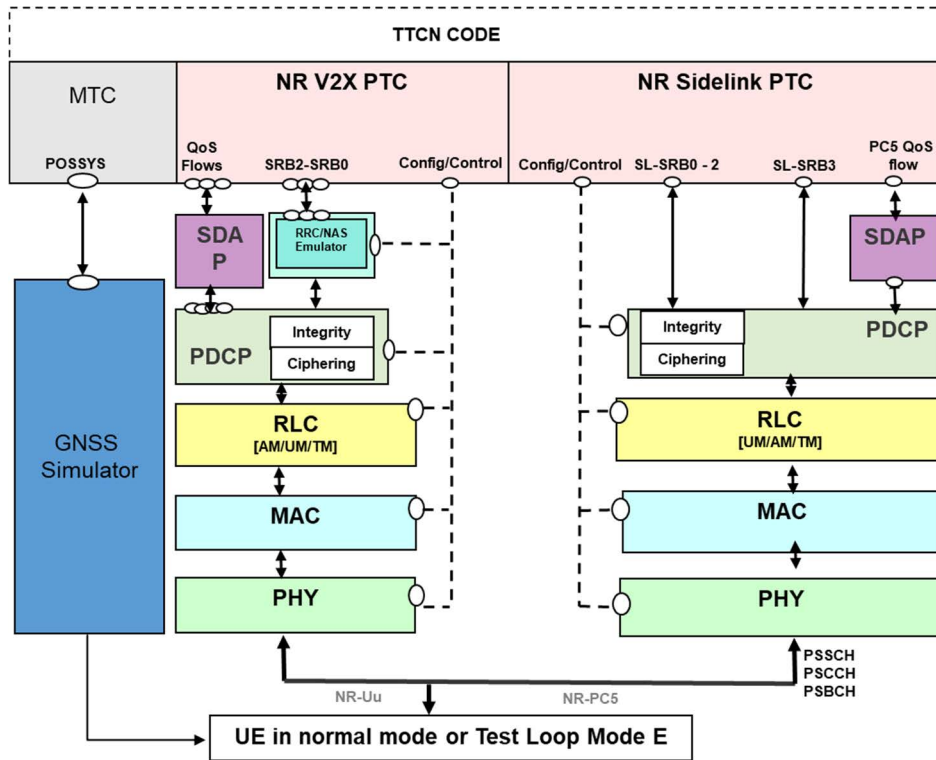 TTCN CODE
MTC
NR V2X PTC
NR Sidelink PTC
POSSYS
QoS
Flows
SRB2-SRB0
Config/Control
Config/Control
SL-SRB0 - 2
SL-SRB3
PC5 QoS
flow
SDA
P
RRC/NAS
Emulator
SDAP
PDCP
Integrity
Ciphering
Integrity
Ciphering
PDCP
GNSS
Simulator
RLC
[AM/UM/TM]
RLC
[UM/AM/TM]
MAC
MAC
PHY
PHY
PSSCH
PSCCH
PSBCH
NR-Uu
NR-PC5
UE in normal mode or Test Loop Mode E